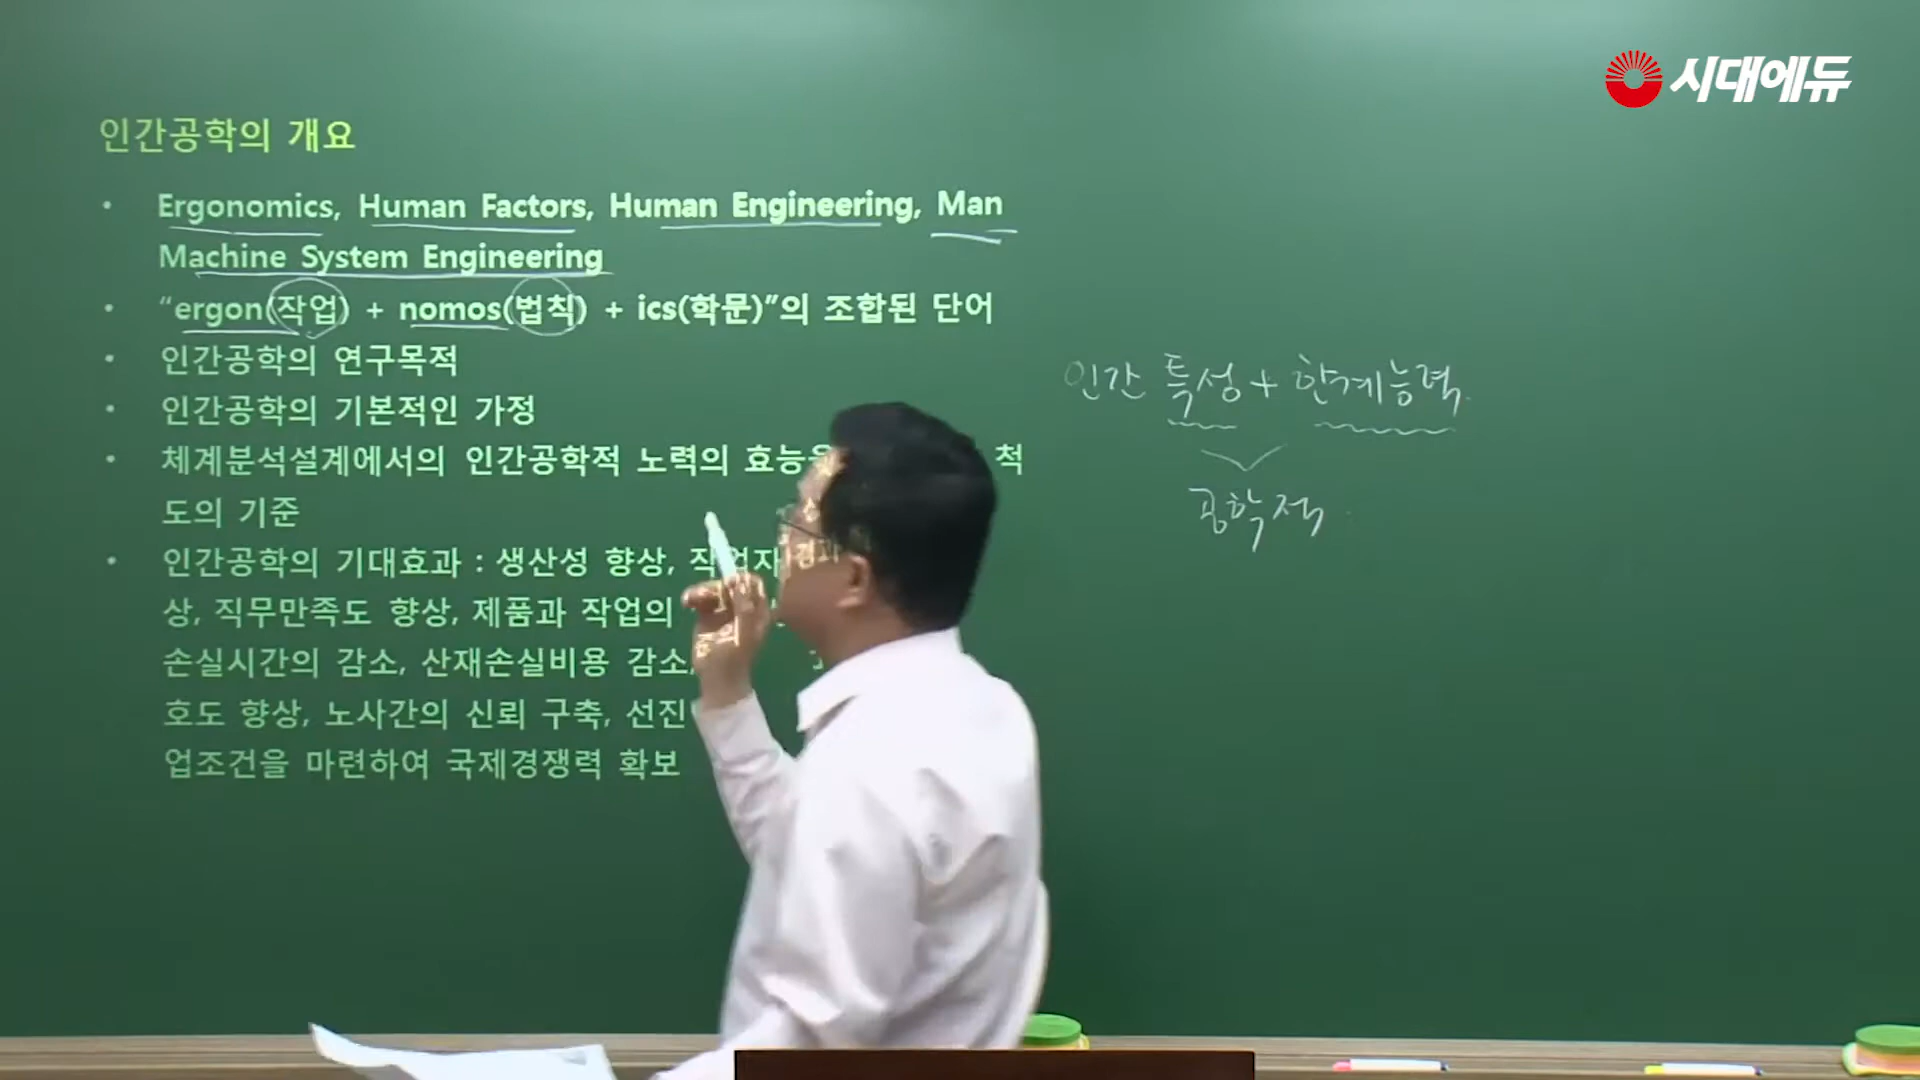 시대에듀
인간공학의 개요
• Ergonomics, Human Factors, Human Engineering, Man
Machine System Engineering
• “ergon(작업) + nomos(법칙) + ics(학문)”의 조합된 단어
• 인간공학의 연구목적
• 인간공학의 기본적인 가정
• 체계분석설계에서의 인간공학적 노력의 효능을 척
도의 기준
• 인간공학의 기대효과 : 생산성 향상, 작업자
상, 직무만족도 향상, 제품과 작업의
손실시간의 감소, 산재손실비용 감소,
호도 향상, 노사간의 신뢰 구축, 선진
업조건을 마련하여 국제경쟁력 확보
인간 특성 + 한계능력.
공학적